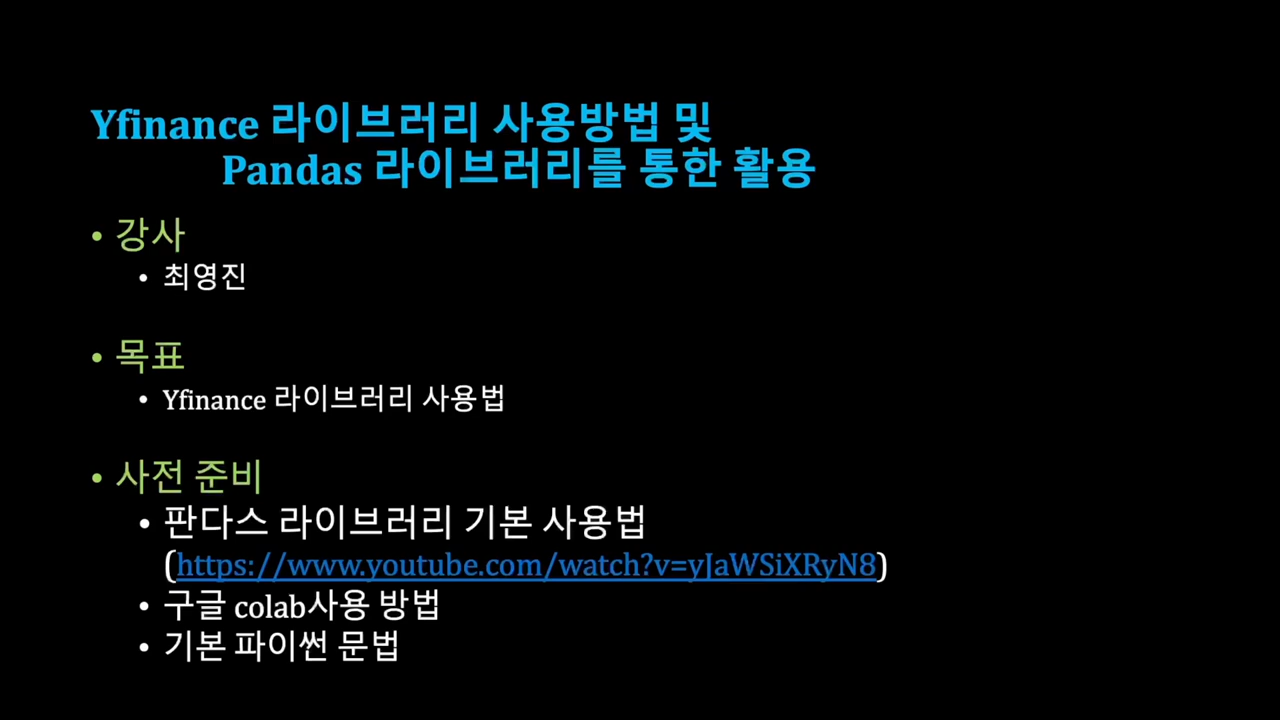 Yfinance 라이브러리 사용방법 및
Pandas 라이브러리를 통한 활용
• 강사
• 최영진
• 목표
• Yfinance 라이브러리 사용법
• 사전 준비
• 판다스 라이브러리 기본 사용법
(https://www.youtube.com/watch?v=yJaWSiXRyN8)
• 구글 colab사용 방법
• 기본 파이썬 문법